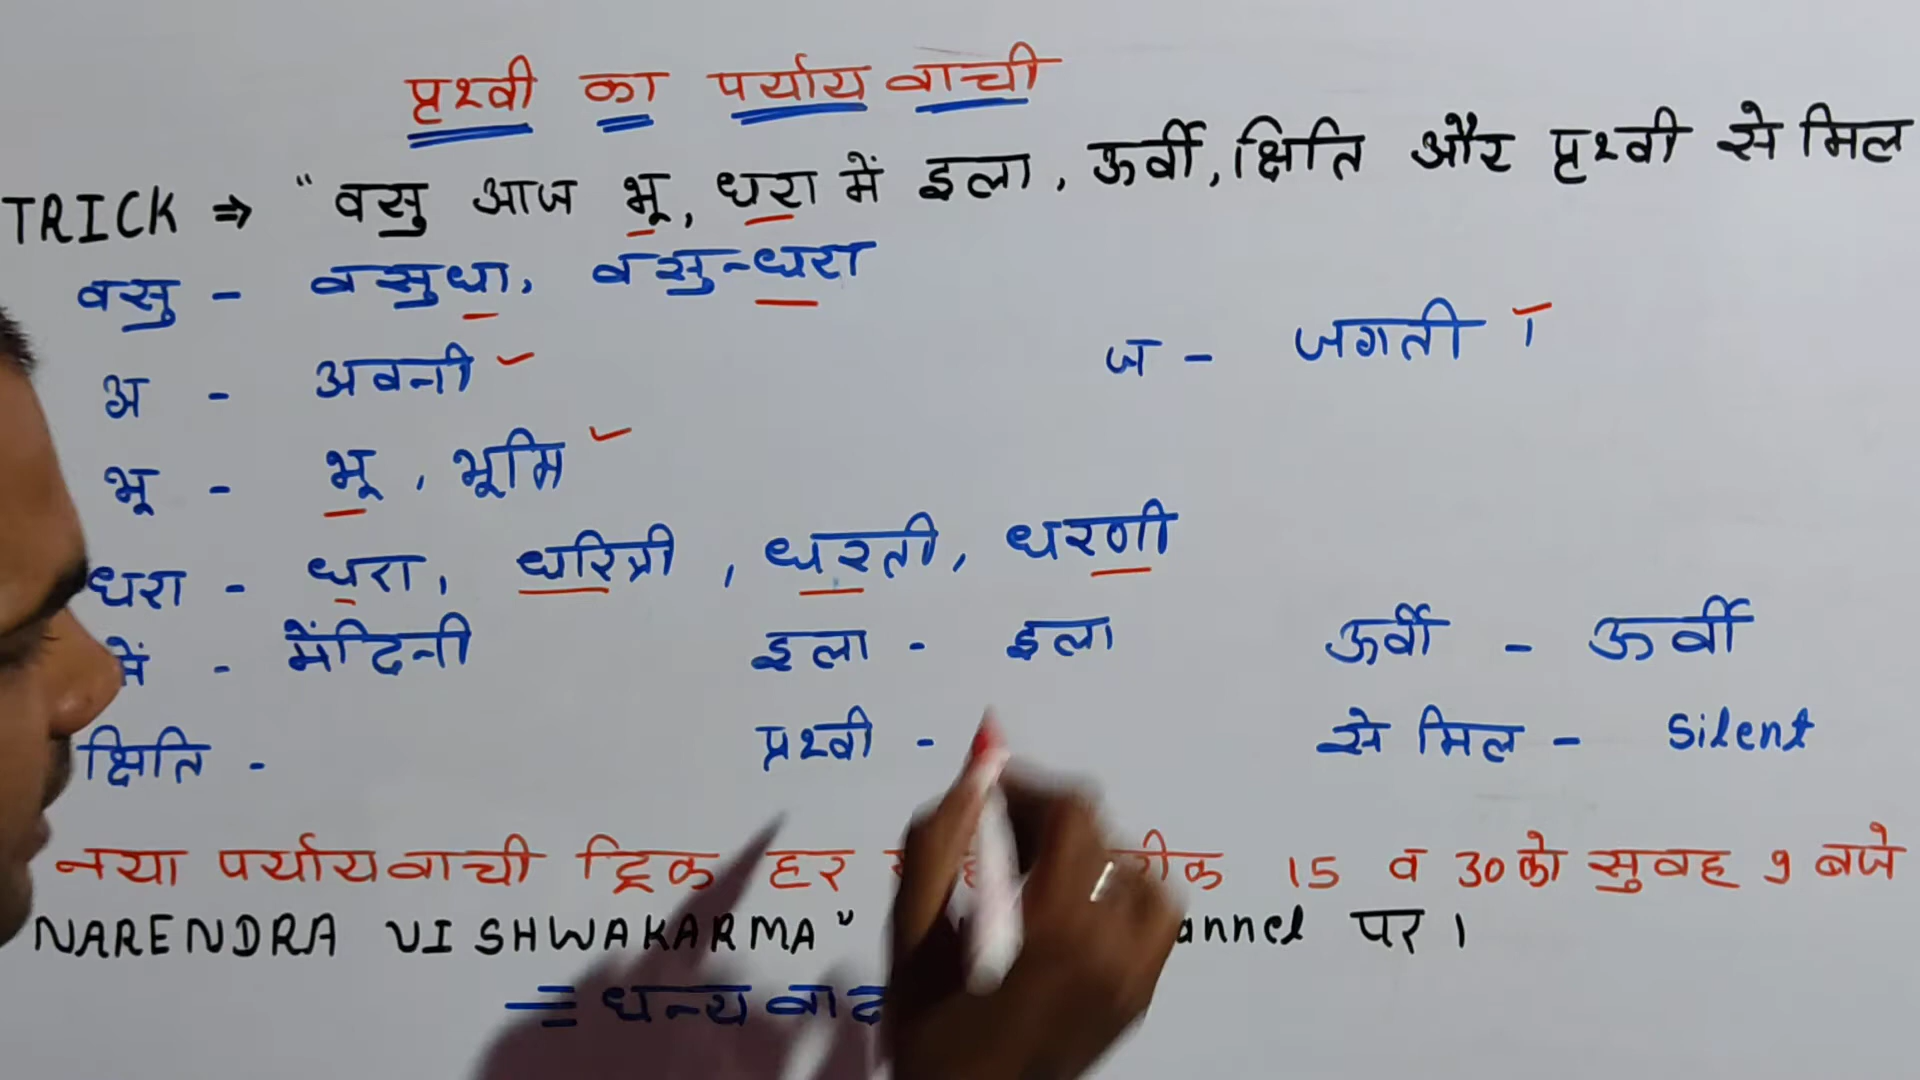 पृथ्वी का पर्यायवाची
TRICK ⇒ "वसु आज भू, धरा में इला, ऊर्वी, क्षिति और पृथ्वी से मिल
वसु - वसुधा, वसुन्धरा
अ - अवनी ज - जगती ।
भू - भू, भूमि
धरा - धरा, धरित्री, धरती, धरणी
में - मेंदिनी इला - इला ऊर्वी - ऊर्वी
क्षिति - प्रथ्वी - से मिल - Silent
नया पर्यायवाची ट्रिक हर 15 व 30 को सुवह 9 बजे
NARENDRA VISHWAKARMA" पर ।
= धन्यवाद